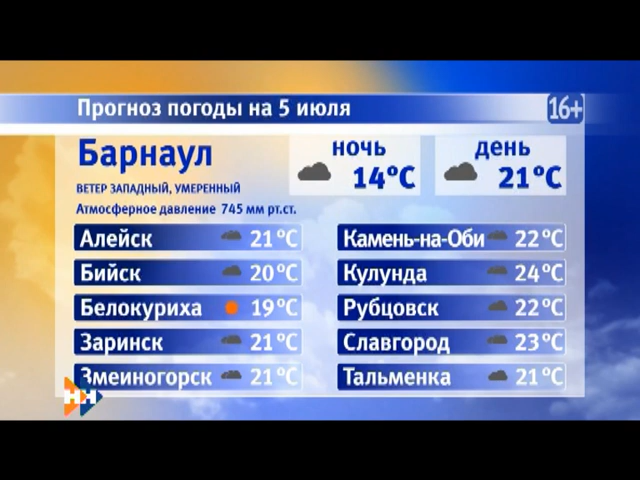 Прогноз погоды на 5 июля
16+
Барнаул
ВЕТЕР ЗАПАДНЫЙ, УМЕРЕННЫЙ
Атмосферное давление 745 мм рт.ст.
ночь
14°C
день
21°C
Алейск 21°C
Бийск 20°C
Белокуриха 19°C
Заринск 21°C
Змеиногорск 21°C
Камень-на-Оби 22°C
Кулунда 24°C
Рубцовск 22°C
Славгород 23°C
Тальменка 21°C
НН